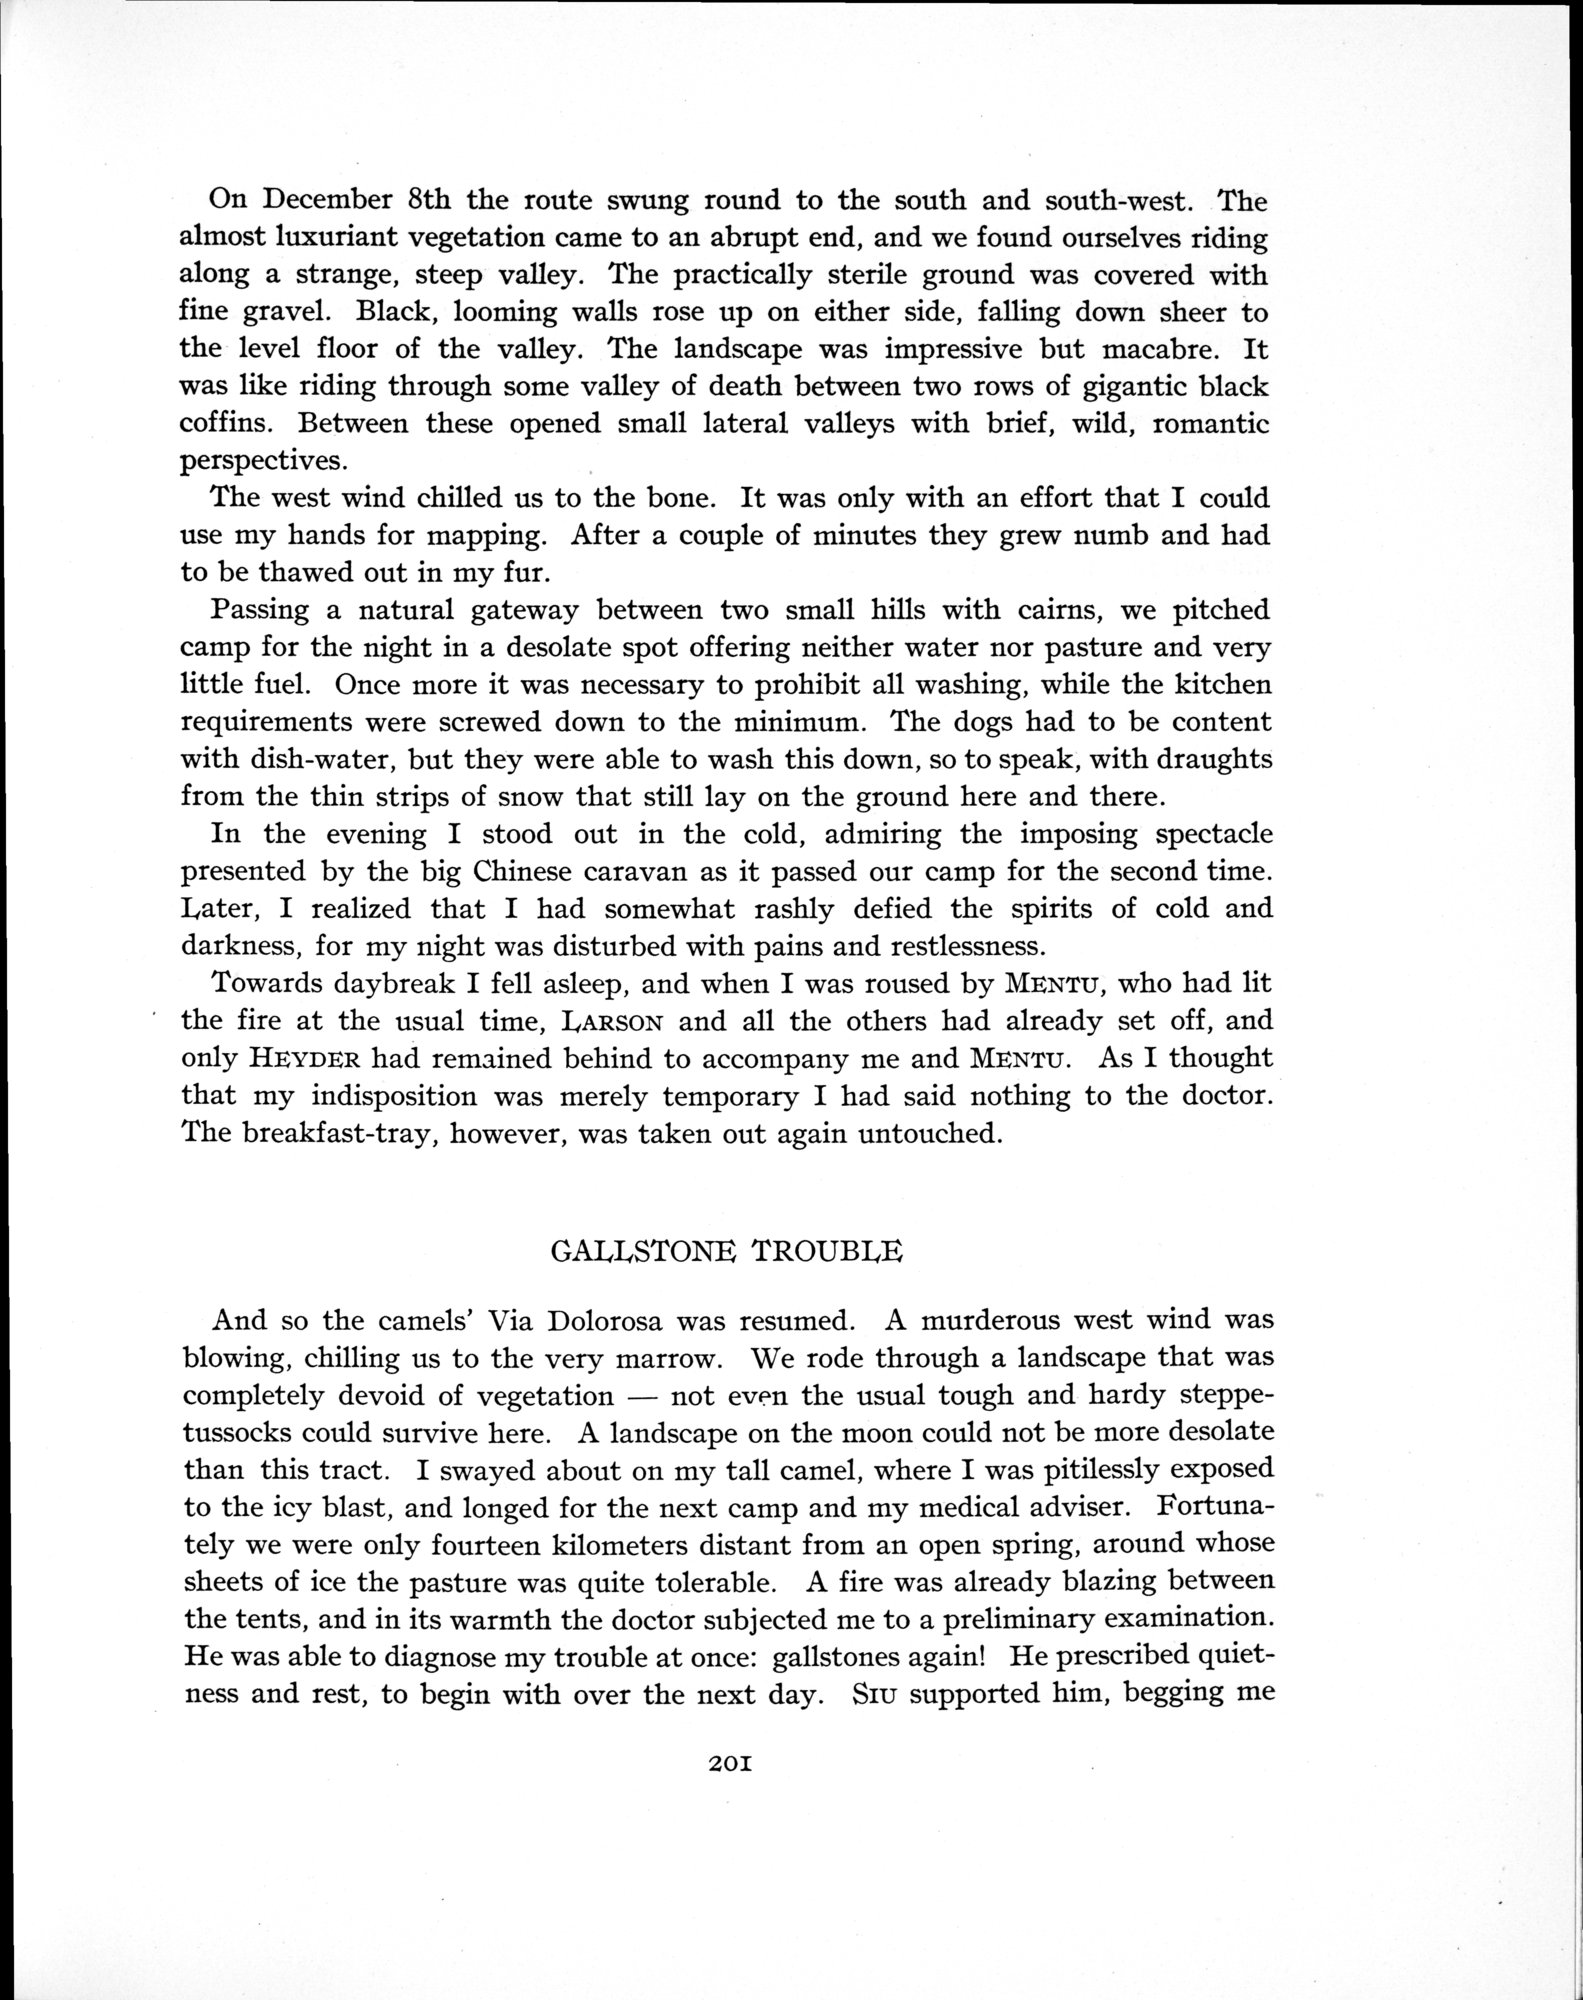 On December 8th the route swung round to the south and south-west. The
almost luxuriant vegetation came to an abrupt end, and we found ourselves riding
along a strange, steep valley. The practically sterile ground was covered with
fine gravel. Black, looming walls rose up on either side, falling down sheer to
the level floor of the valley. The landscape was impressive but macabre. It
was like riding through some valley of death between two rows of gigantic black
coffins. Between these opened small lateral valleys with brief, wild, romantic
perspectives.
The west wind chilled us to the bone. It was only with an effort that I could
use my hands for mapping. After a couple of minutes they grew numb and had
to be thawed out in my fur.
Passing a natural gateway between two small hills with cairns, we pitched
camp for the night in a desolate spot offering neither water nor pasture and very
little fuel. Once more it was necessary to prohibit all washing, while the kitchen
requirements were screwed down to the minimum. The dogs had to be content
with dish-water, but they were able to wash this down, so to speak, with draughts
from the thin strips of snow that still lay on the ground here and there.
In the evening I stood out in the cold, admiring the imposing spectacle
presented by the big Chinese caravan as it passed our camp for the second time.
Later, I realized that I had somewhat rashly defied the spirits of cold and
darkness, for my night was disturbed with pains and restlessness.
Towards daybreak I fell asleep, and when I was roused by MENTU, who had lit
the fire at the usual time, LARSON and all the others had already set off, and
only HEYDER had remained behind to accompany me and MENTU. As I thought
that my indisposition was merely temporary I had said nothing to the doctor.
The breakfast-tray, however, was taken out again untouched.
GALLSTONE TROUBLE
And so the camels' Via Dolorosa was resumed. A murderous west wind was
blowing, chilling us to the very marrow. We rode through a landscape that was
completely devoid of vegetation — not even the usual tough and hardy steppe-
tussocks could survive here. A landscape on the moon could not be more desolate
than this tract. I swayed about on my tall camel, where I was pitilessly exposed
to the icy blast, and longed for the next camp and my medical adviser. Fortuna-
tely we were only fourteen kilometers distant from an open spring, around whose
sheets of ice the pasture was quite tolerable. A fire was already blazing between
the tents, and in its warmth the doctor subjected me to a preliminary examination.
He was able to diagnose my trouble at once: gallstones again! He prescribed quiet-
ness and rest, to begin with over the next day. SIU supported him, begging me
201